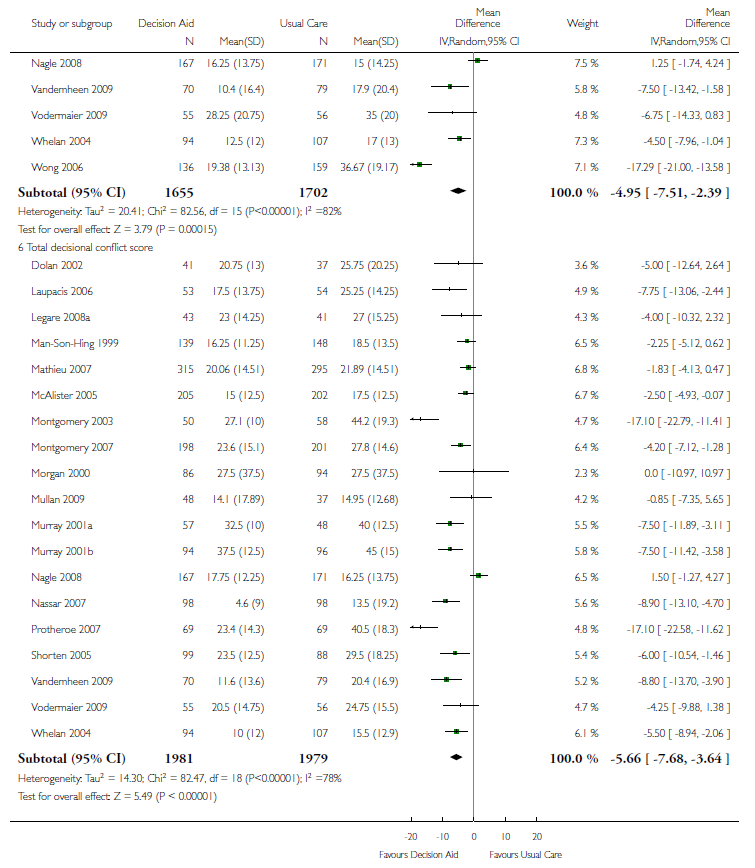 Study or subgroup Decision Aid Usual Care Mean Difference Weight Mean Difference
N Mean(SD) N Mean(SD) IV,Random,95% CI IV,Random,95% CI
Nagle 2008 167 16.25 (13.75) 171 15 (14.25) 7.5 % 1.25 [ -1.74, 4.24 ]
Vandemheen 2009 70 10.4 (16.4) 79 17.9 (20.4) 5.8 % -7.50 [ -13.42, -1.58 ]
Vodermaier 2009 55 28.25 (20.75) 56 35 (20) 4.8 % -6.75 [ -14.33, 0.83 ]
Whelan 2004 94 12.5 (12) 107 17 (13) 7.3 % -4.50 [ -7.96, -1.04 ]
Wong 2006 136 19.38 (13.13) 159 36.67 (19.17) 7.1 % -17.29 [ -21.00, -13.58 ]
Subtotal (95% CI) 1655 1702 100.0 % -4.95 [ -7.51, -2.39 ]
Heterogeneity: Tau² = 20.41; Chi² = 82.56, df = 15 (P<0.00001); I² =82%
Test for overall effect: Z = 3.79 (P = 0.00015)
6 Total decisional conflict score
Dolan 2002 41 20.75 (13) 37 25.75 (20.25) 3.6 % -5.00 [ -12.64, 2.64 ]
Laupacis 2006 53 17.5 (13.75) 54 25.25 (14.25) 4.9 % -7.75 [ -13.06, -2.44 ]
Legare 2008a 43 23 (14.25) 41 27 (15.25) 4.3 % -4.00 [ -10.32, 2.32 ]
Man-Son-Hing 1999 139 16.25 (11.25) 148 18.5 (13.5) 6.5 % -2.25 [ -5.12, 0.62 ]
Mathieu 2007 315 20.06 (14.51) 295 21.89 (14.51) 6.8 % -1.83 [ -4.13, 0.47 ]
McAlister 2005 205 15 (12.5) 202 17.5 (12.5) 6.7 % -2.50 [ -4.93, -0.07 ]
Montgomery 2003 50 27.1 (10) 58 44.2 (19.3) 4.7 % -17.10 [ -22.79, -11.41 ]
Montgomery 2007 198 23.6 (15.1) 201 27.8 (14.6) 6.4 % -4.20 [ -7.12, -1.28 ]
Morgan 2000 86 27.5 (37.5) 94 27.5 (37.5) 2.3 % 0.0 [ -10.97, 10.97 ]
Mullan 2009 48 14.1 (17.89) 37 14.95 (12.68) 4.2 % -0.85 [ -7.35, 5.65 ]
Murray 2001a 57 32.5 (10) 48 40 (12.5) 5.5 % -7.50 [ -11.89, -3.11 ]
Murray 2001b 94 37.5 (12.5) 96 45 (15) 5.8 % -7.50 [ -11.42, -3.58 ]
Nagle 2008 167 17.75 (12.25) 171 16.25 (13.75) 6.5 % 1.50 [ -1.27, 4.27 ]
Nassar 2007 98 4.6 (9) 98 13.5 (19.2) 5.6 % -8.90 [ -13.10, -4.70 ]
Protheroe 2007 69 23.4 (14.3) 69 40.5 (18.3) 4.8 % -17.10 [ -22.58, -11.62 ]
Shorten 2005 99 23.5 (12.5) 88 29.5 (18.25) 5.4 % -6.00 [ -10.54, -1.46 ]
Vandemheen 2009 70 11.6 (13.6) 79 20.4 (16.9) 5.2 % -8.80 [ -13.70, -3.90 ]
Vodermaier 2009 55 20.5 (14.75) 56 24.75 (15.5) 4.7 % -4.25 [ -9.88, 1.38 ]
Whelan 2004 94 10 (12) 107 15.5 (12.9) 6.1 % -5.50 [ -8.94, -2.06 ]
Subtotal (95% CI) 1981 1979 100.0 % -5.66 [ -7.68, -3.64 ]
Heterogeneity: Tau² = 14.30; Chi² = 82.47, df = 18 (P<0.00001); I² =78%
Test for overall effect: Z = 5.49 (P < 0.00001)
-20 -10 0 10 20
Favours Decision Aid Favours Usual Care